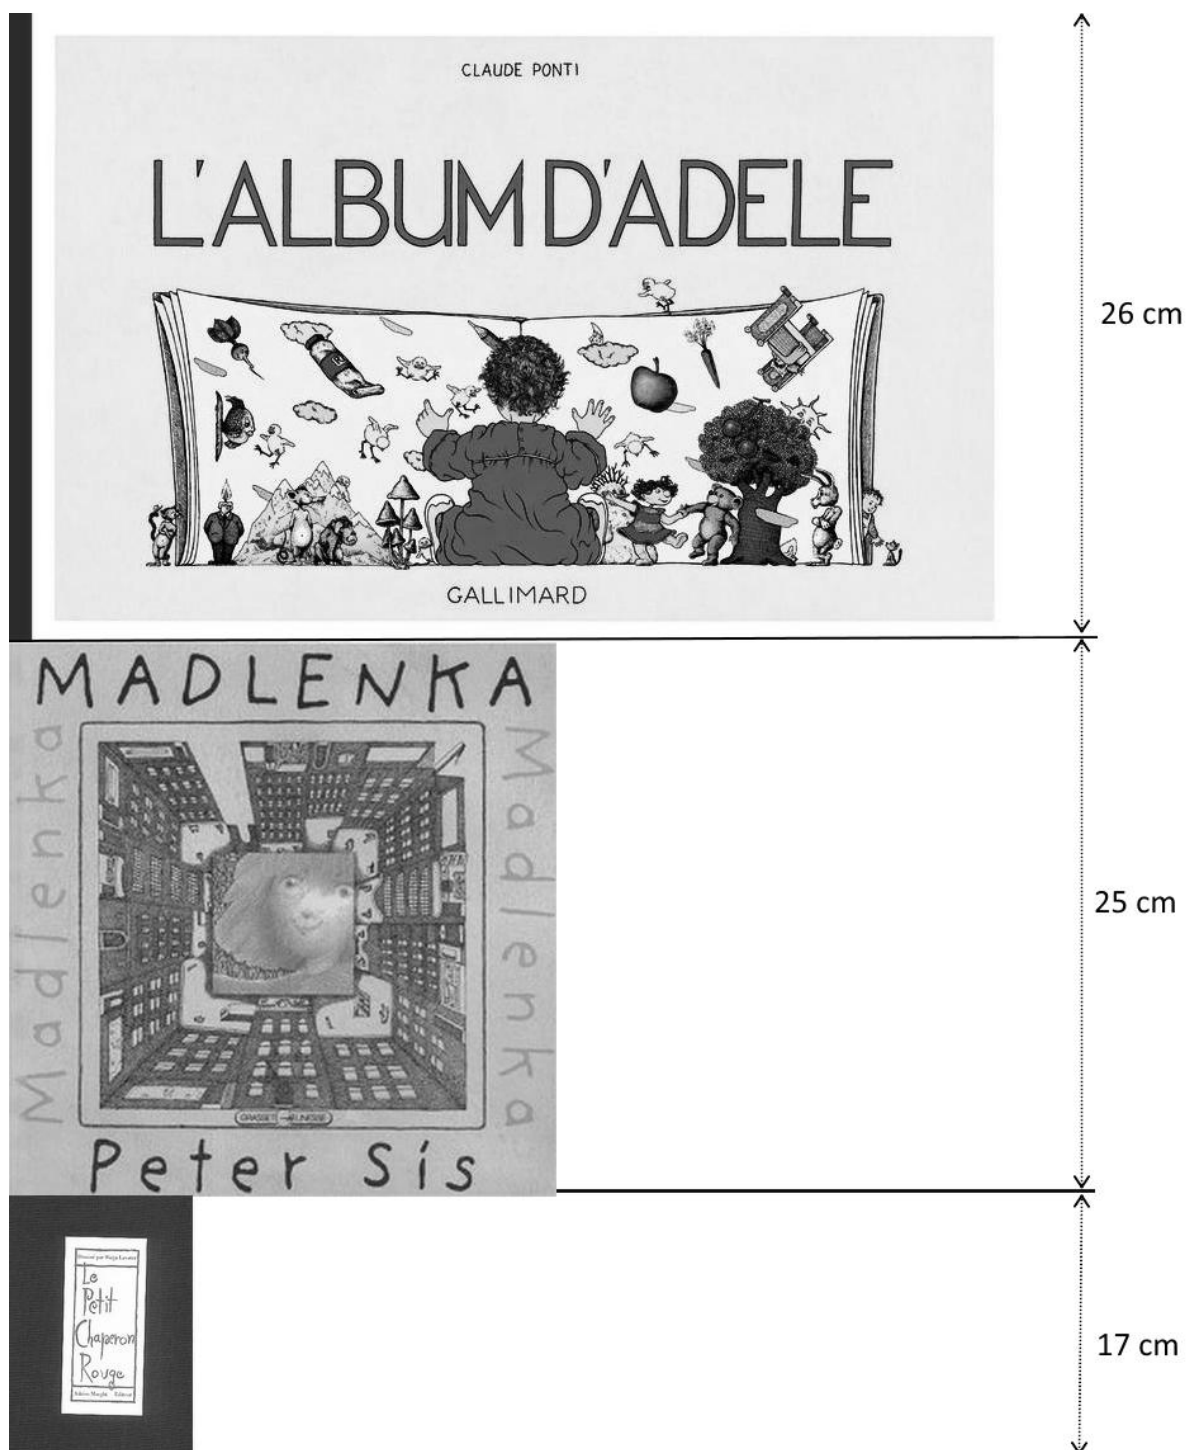 CLAUDE PONTI
L'ALBUM D'ADELE
GALLIMARD
26 cm
MADLENKA
Madlenka
Madlenka
GRASSET JEUNESSE
Peter Sís
25 cm
Le
Petit
Chaperon
Rouge
17 cm